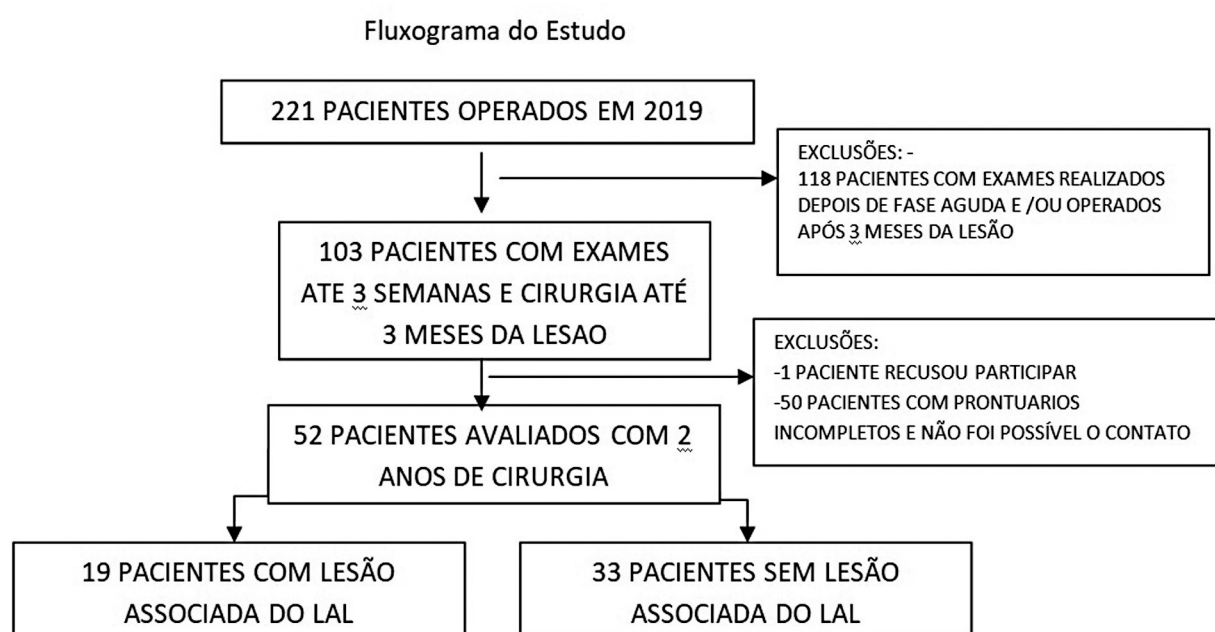 Fluxograma do Estudo
221 PACIENTES OPERADOS EM 2019
EXCLUSÕES: -
118 PACIENTES COM EXAMES REALIZADOS
DEPOIS DE FASE AGUDA E /OU OPERADOS
APÓS 3 MESES DA LESÃO
103 PACIENTES COM EXAMES
ATE 3 SEMANAS E CIRURGIA ATÉ
3 MESES DA LESAO
EXCLUSÕES:
-1 PACIENTE RECUSOU PARTICIPAR
-50 PACIENTES COM PRONTUARIOS
INCOMPLETOS E NÃO FOI POSSÍVEL O CONTATO
52 PACIENTES AVALIADOS COM 2
ANOS DE CIRURGIA
19 PACIENTES COM LESÃO
ASSOCIADA DO LAL
33 PACIENTES SEM LESÃO
ASSOCIADA DO LAL